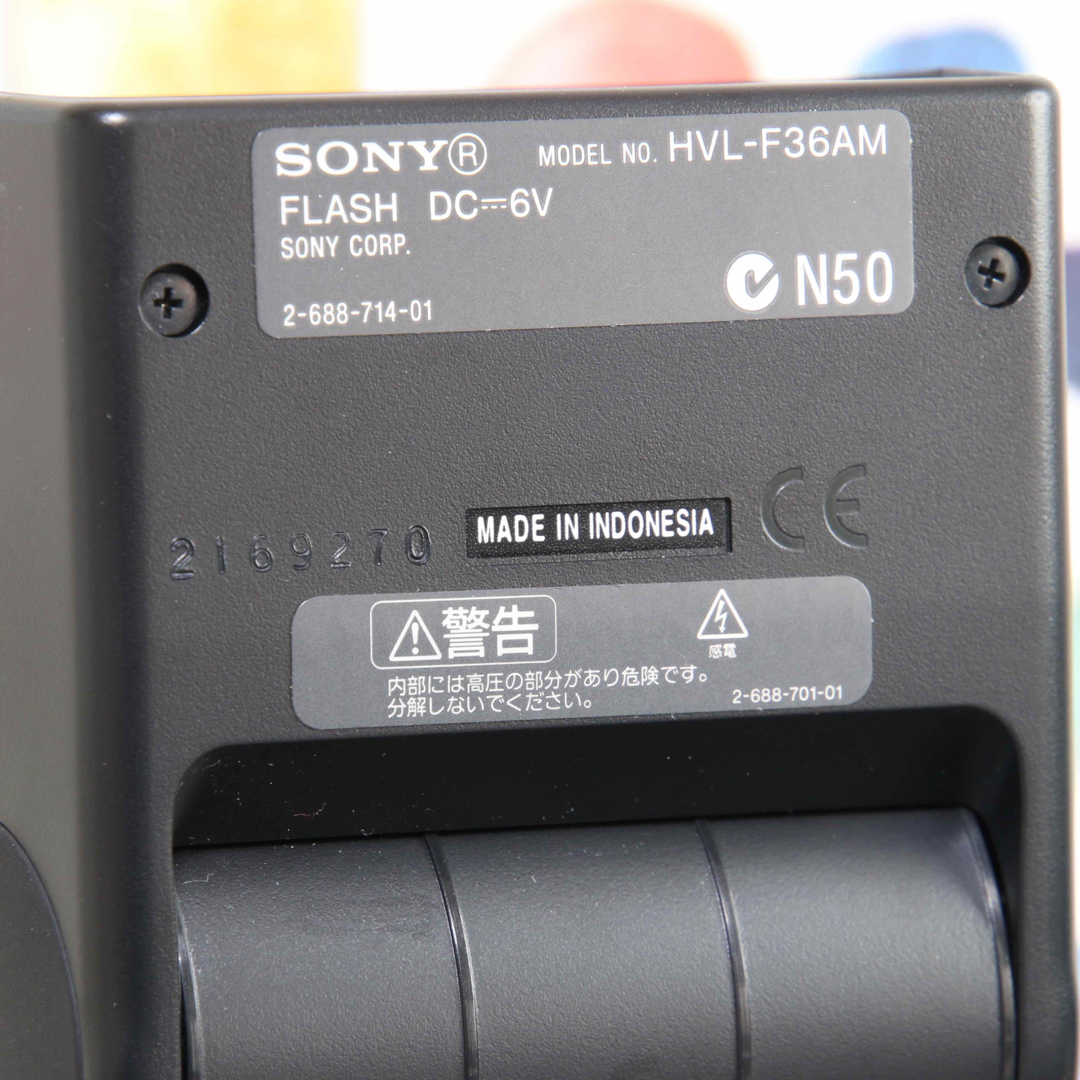 SONY® MODEL NO. HVL-F36AM
FLASH DC⎓6V
SONY CORP.
N50
2-688-714-01
2169270
MADE IN INDONESIA
CE
警告
感電
内部には高圧の部分があり危険です。
分解しないでください。
2-688-701-01